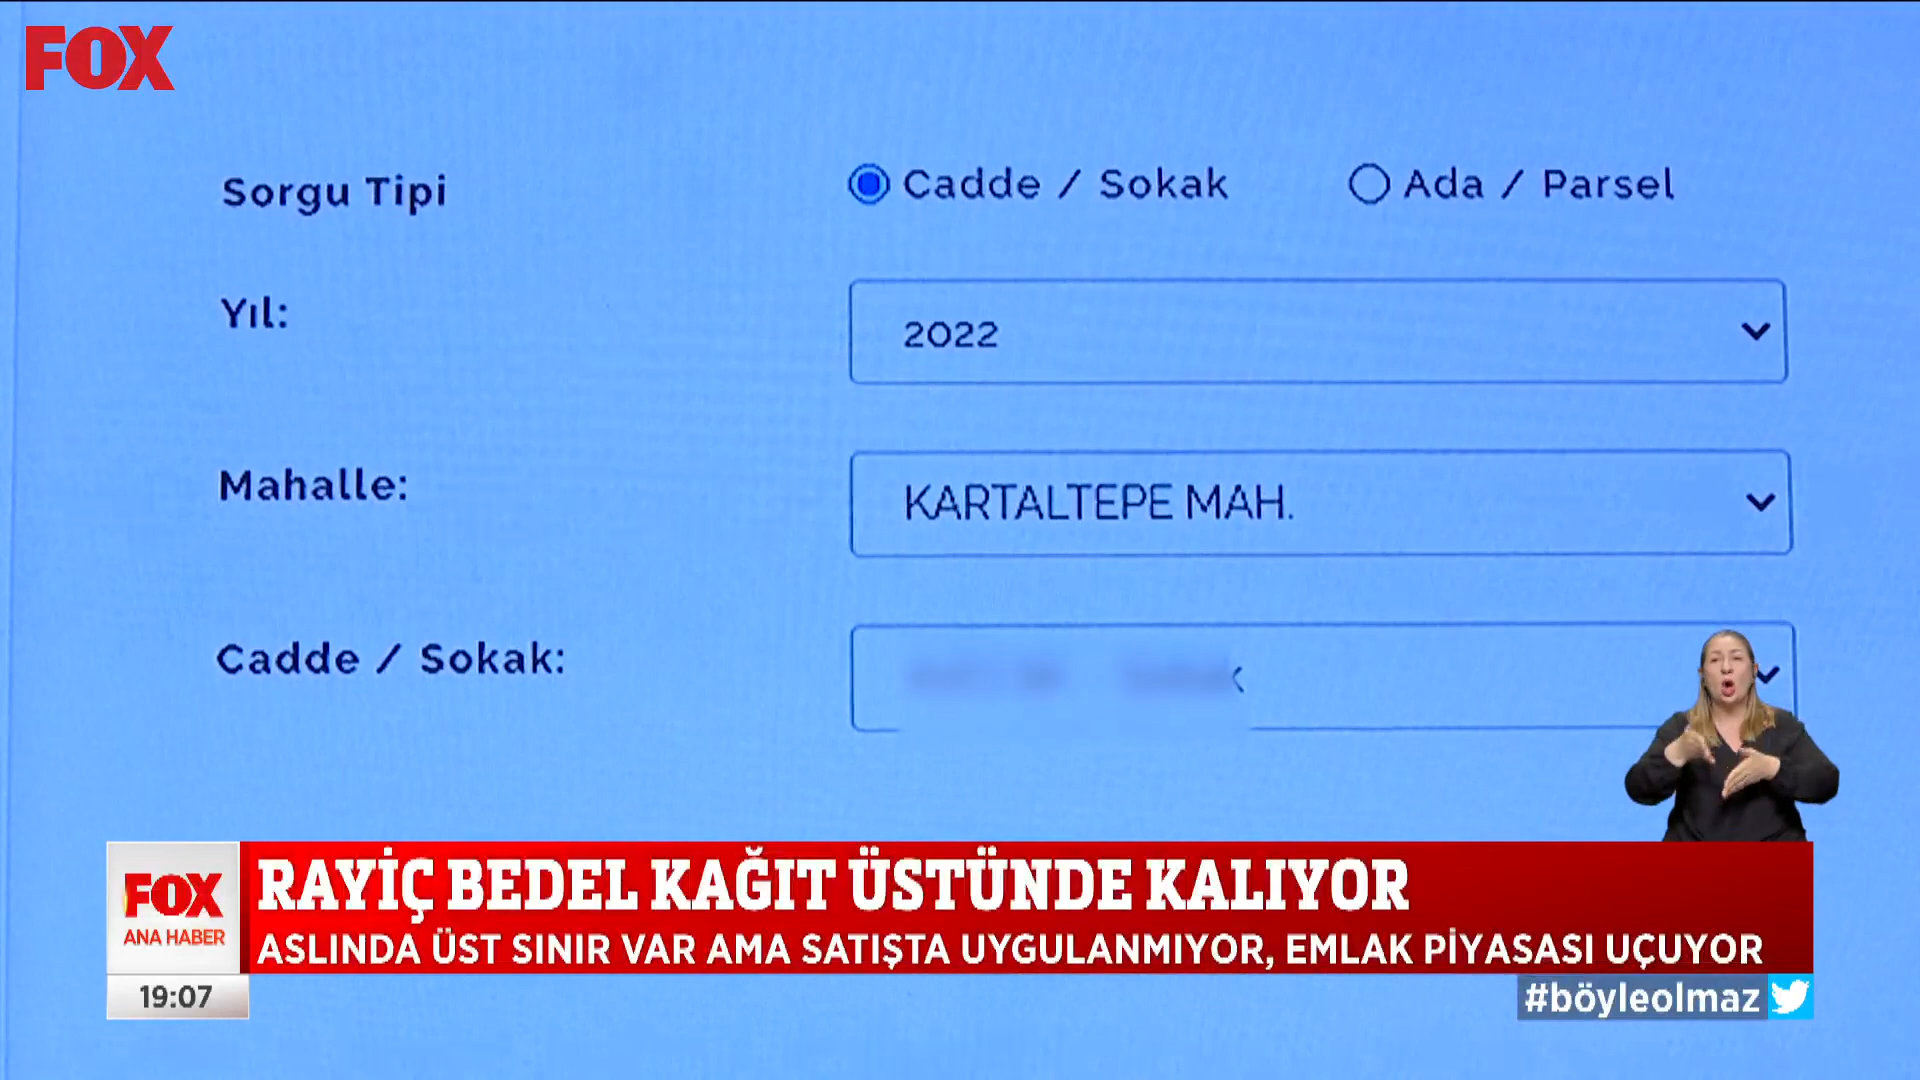 FOX
Sorgu Tipi
Cadde / Sokak
Ada / Parsel
Yıl:
2022
Mahalle:
KARTALTEPE MAH.
Cadde / Sokak:
FOX
ANA HABER
RAYİÇ BEDEL KAĞIT ÜSTÜNDE KALIYOR
ASLINDA ÜST SINIR VAR AMA SATIŞTA UYGULANMIYOR, EMLAK PİYASASI UÇUYOR
19:07
#böyleolmaz